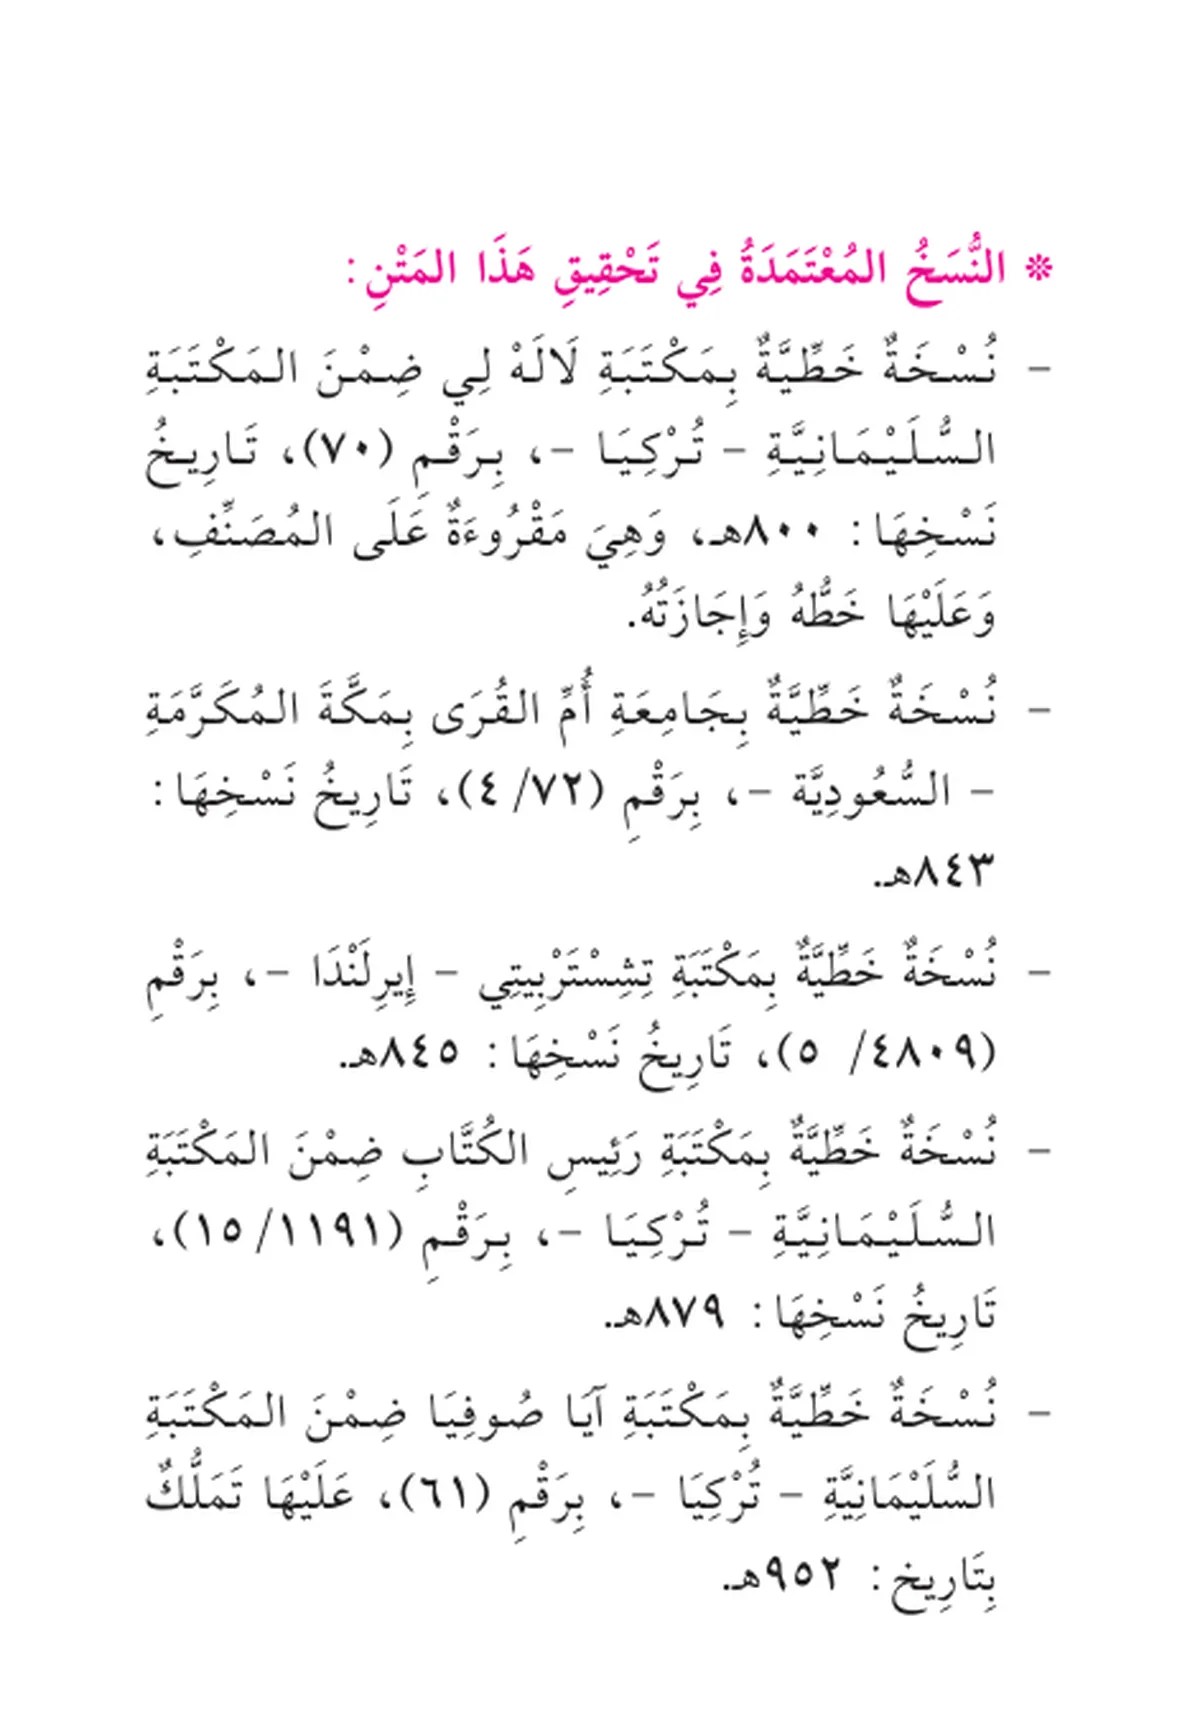 * النُّسَخُ المُعْتَمَدَةُ فِي تَحْقِيقِ هَذَا المَتْنِ:
- نُسْخَةٌ خَطِّيَّةٌ بِمَكْتَبَةِ لَالَهْ لِي ضِمْنَ المَكْتَبَةِ
السُّلَيْمَانِيَّةِ - تُرْكِيَا -، بِرَقْمِ (٧٠)، تَارِيخُ
نَسْخِهَا: ٨٠٠هـ، وَهِيَ مَقْرُوءَةٌ عَلَى المُصَنِّفِ،
وَعَلَيْهَا خَطُّهُ وَإِجَازَتُهُ.
- نُسْخَةٌ خَطِّيَّةٌ بِجَامِعَةِ أُمِّ القُرَى بِمَكَّةَ المُكَرَّمَةِ
- السُّعُودِيَّة -، بِرَقْمِ (٧٢/ ٤)، تَارِيخُ نَسْخِهَا:
٨٤٣هـ.
- نُسْخَةٌ خَطِّيَّةٌ بِمَكْتَبَةِ تِشِسْتَرْبِيتِي - إِيرِلَنْدَا -، بِرَقْمِ
(٤٨٠٩/ ٥)، تَارِيخُ نَسْخِهَا: ٨٤٥هـ.
- نُسْخَةٌ خَطِّيَّةٌ بِمَكْتَبَةِ رَئِيسِ الكُتَّابِ ضِمْنَ المَكْتَبَةِ
السُّلَيْمَانِيَّةِ - تُرْكِيَا -، بِرَقْمِ (١١٩١/ ١٥)،
تَارِيخُ نَسْخِهَا: ٨٧٩هـ.
- نُسْخَةٌ خَطِّيَّةٌ بِمَكْتَبَةِ آيَا صُوفِيَا ضِمْنَ المَكْتَبَةِ
السُّلَيْمَانِيَّةِ - تُرْكِيَا -، بِرَقْمِ (٦١)، عَلَيْهَا تَمَلُّكٌ
بِتَارِيخ: ٩٥٢هـ.